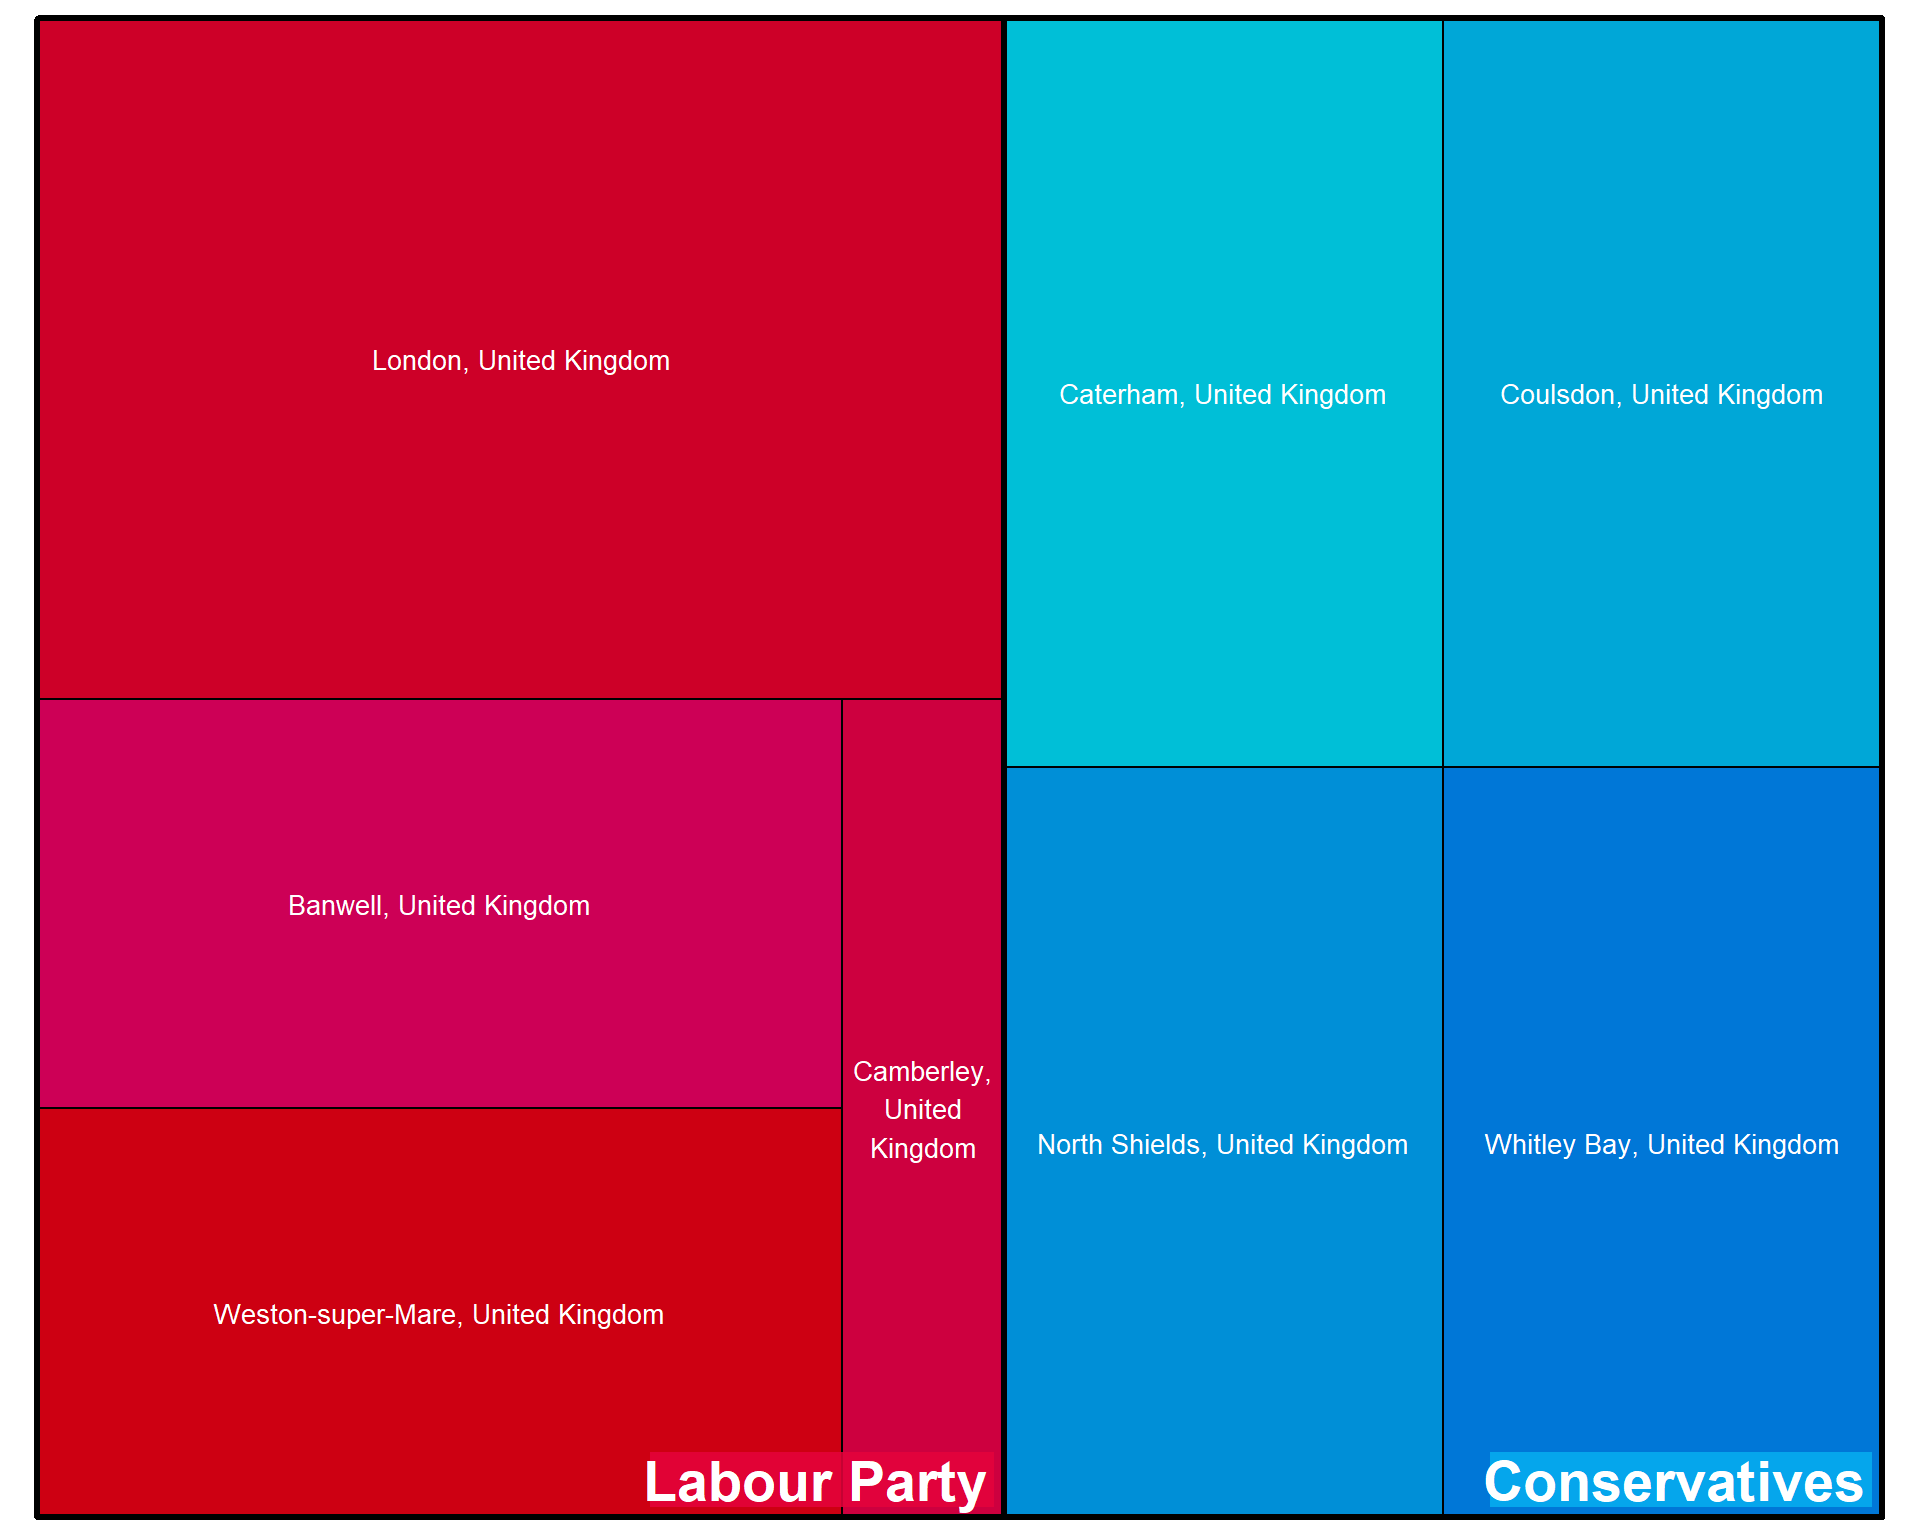 London, United Kingdom
Caterham, United Kingdom
Coulsdon, United Kingdom
Banwell, United Kingdom
Camberley,
United
Kingdom
North Shields, United Kingdom
Whitley Bay, United Kingdom
Weston-super-Mare, United Kingdom
Labour Party
Conservatives